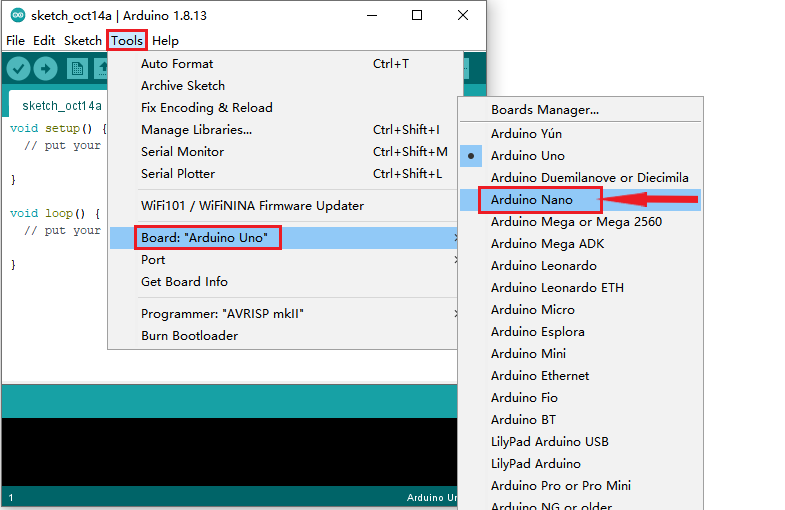 sketch_oct14a | Arduino 1.8.13
File Edit Sketch Tools Help
sketch_oct14a
void setup() {
// put your
}
void loop() {
// put your
}
Auto Format Ctrl+T
Archive Sketch
Fix Encoding & Reload
Manage Libraries... Ctrl+Shift+I
Serial Monitor Ctrl+Shift+M
Serial Plotter Ctrl+Shift+L
WiFi101 / WiFiNINA Firmware Updater
Board: "Arduino Uno"
Port
Get Board Info
Programmer: "AVRISP mkII"
Burn Bootloader
Boards Manager...
Arduino Yún
Arduino Uno
Arduino Duemilanove or Diecimila
Arduino Nano
Arduino Mega or Mega 2560
Arduino Mega ADK
Arduino Leonardo
Arduino Leonardo ETH
Arduino Micro
Arduino Esplora
Arduino Mini
Arduino Ethernet
Arduino Fio
Arduino BT
LilyPad Arduino USB
LilyPad Arduino
Arduino Pro or Pro Mini
Arduino NG or older
1 Arduino Un